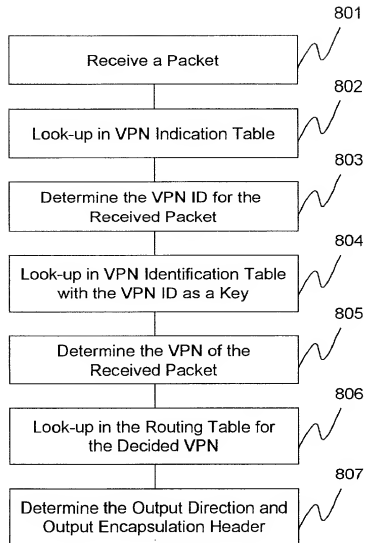 801
Receive a Packet
802
Look-up in VPN Indication Table
803
Determine the VPN ID for the
Received Packet
804
Look-up in VPN Identification Table
with the VPN ID as a Key
805
Determine the VPN of the
Received Packet
806
Look-up in the Routing Table for
the Decided VPN
807
Determine the Output Direction and
Output Encapsulation Header